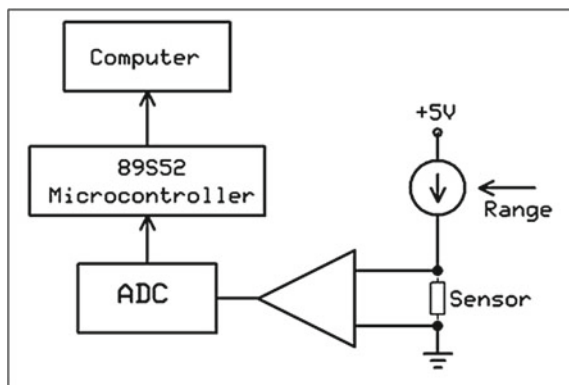 Computer
+5V
89S52
Microcontroller
Range
ADC
Sensor